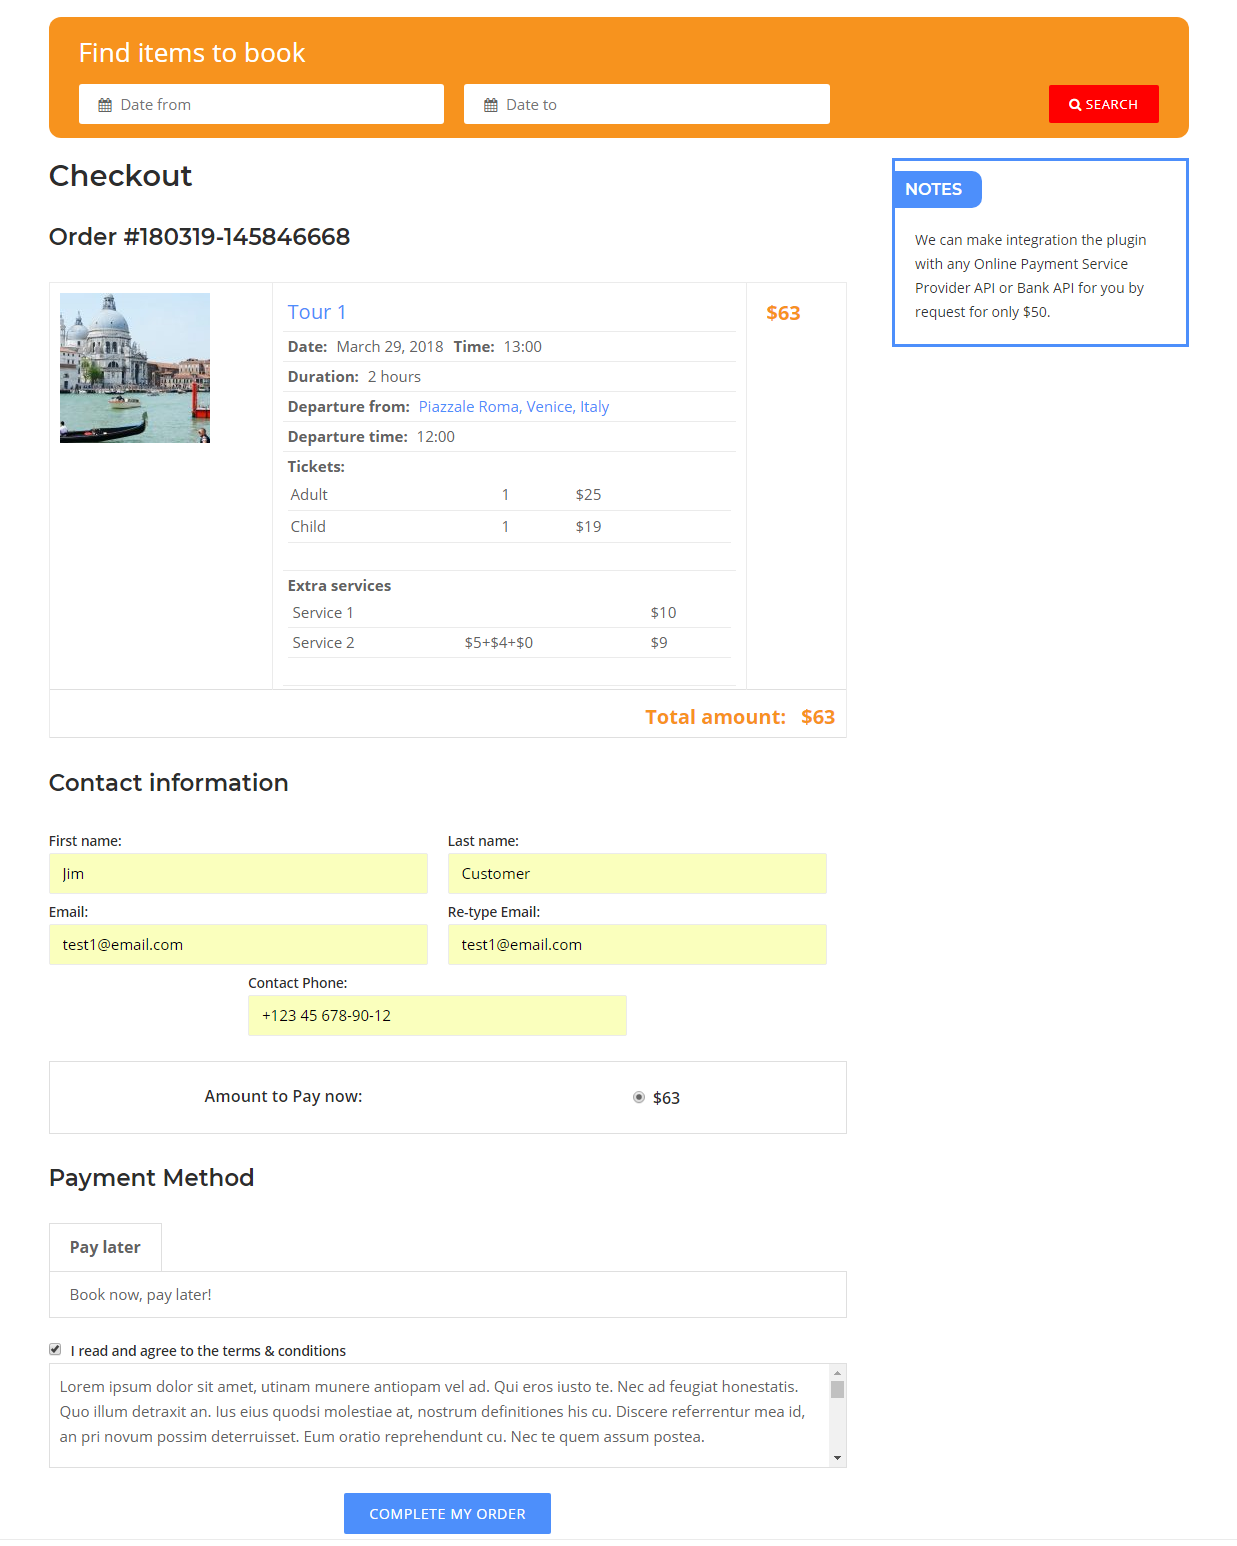 Find items to book
Date from
Date to
SEARCH
Checkout
Order #180319-145846668
Tour 1
$63
Date: March 29, 2018 Time: 13:00
Duration: 2 hours
Departure from: Piazzale Roma, Venice, Italy
Departure time: 12:00
Tickets:
Adult 1 $25
Child 1 $19
Extra services
Service 1 $10
Service 2 $5+$4+$0 $9
Total amount: $63
NOTES
We can make integration the plugin
with any Online Payment Service
Provider API or Bank API for you by
request for only $50.
Contact information
First name:
Last name:
Jim
Customer
Email:
Re-type Email:
test1@email.com
test1@email.com
Contact Phone:
+123 45 678-90-12
Amount to Pay now: $63
Payment Method
Pay later
Book now, pay later!
I read and agree to the terms & conditions
Lorem ipsum dolor sit amet, utinam munere antiopam vel ad. Qui eros iusto te. Nec ad feugiat honestatis.
Quo illum detraxit an. Ius eius quodsi molestiae at, nostrum definitiones his cu. Discere referrentur mea id,
an pri novum possim deterruisset. Eum oratio reprehendunt cu. Nec te quem assum postea.
COMPLETE MY ORDER